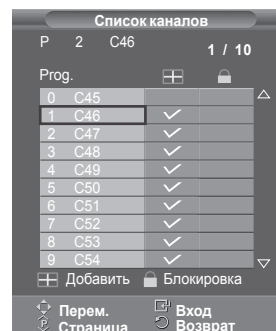 Список каналов
P 2 C46
1 / 10
Prog.
0 C45
1 C46
2 C47
3 C48
4 C49
5 C50
6 C51
7 C52
8 C53
9 C54
Добавить Блокировка
Перем. Вход
Страница Возврат